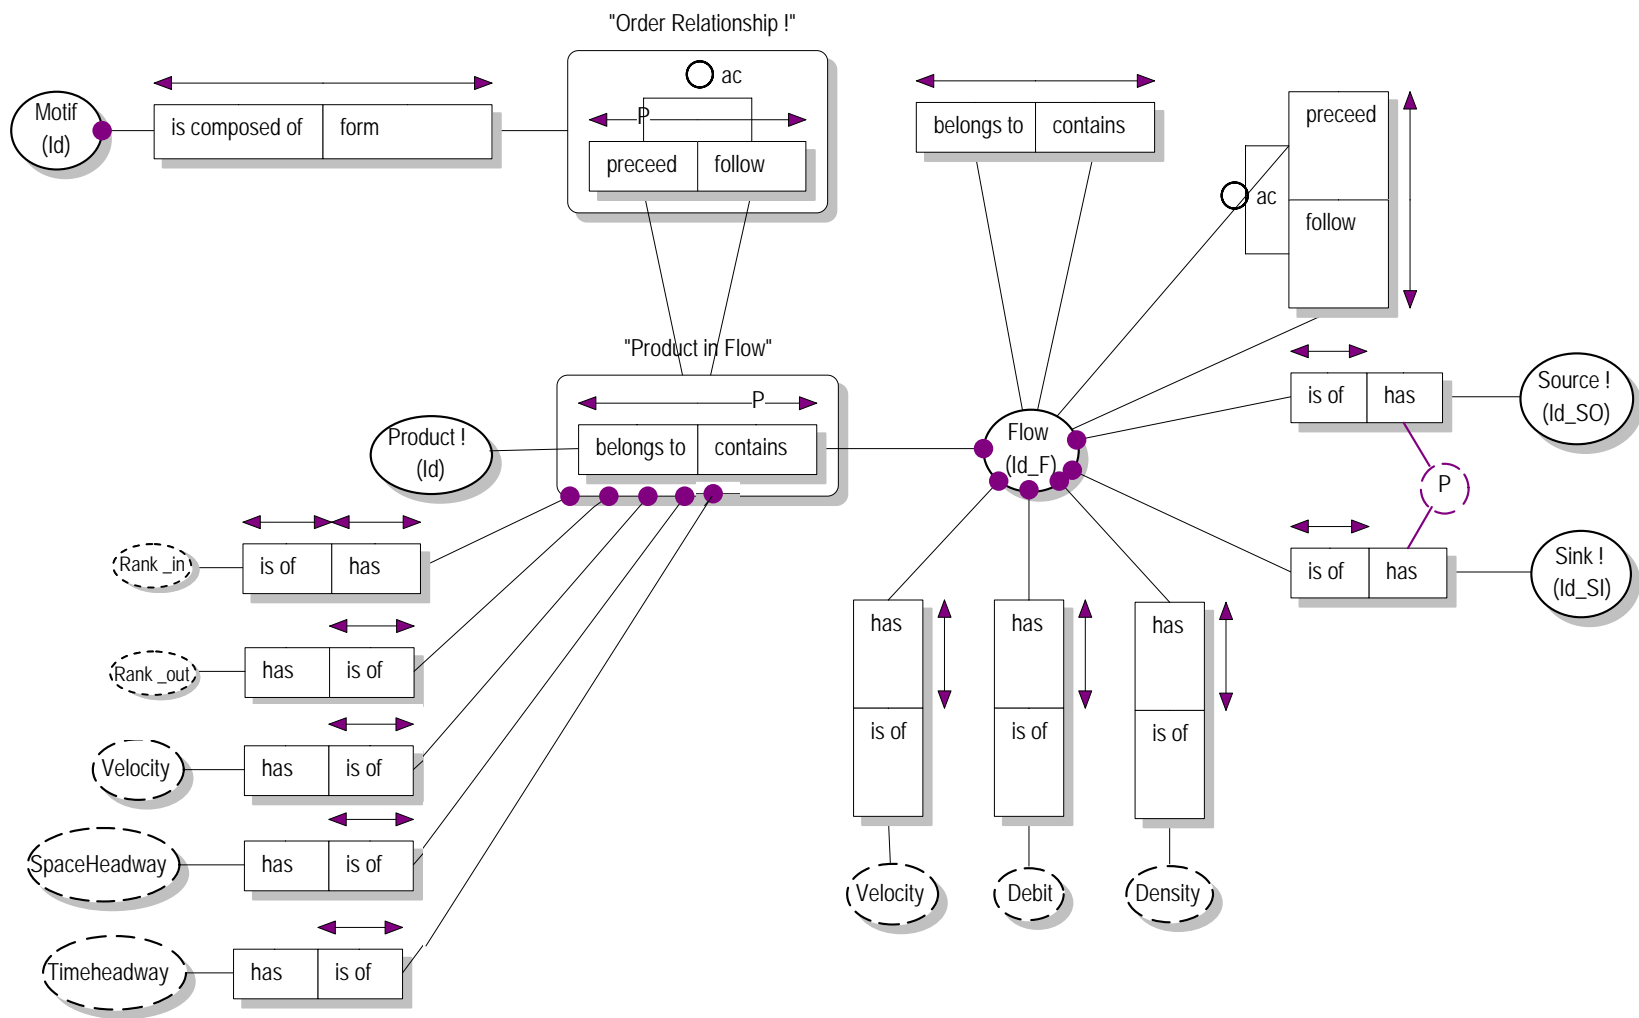 "Order Relationship !"
ac
Motif
(Id)
is composed of
form
P
preceed
follow
belongs to
contains
preceed
ac
follow
"Product in Flow"
P
Product !
(Id)
belongs to
contains
Flow
(Id_F)
is of
has
Source !
(Id_SO)
P
is of
has
Sink !
(Id_SI)
Rank _in
is of
has
Rank _out
has
is of
Velocity
has
is of
SpaceHeadway
has
is of
Timeheadway
has
is of
has
is of
Velocity
has
is of
Debit
has
is of
Density